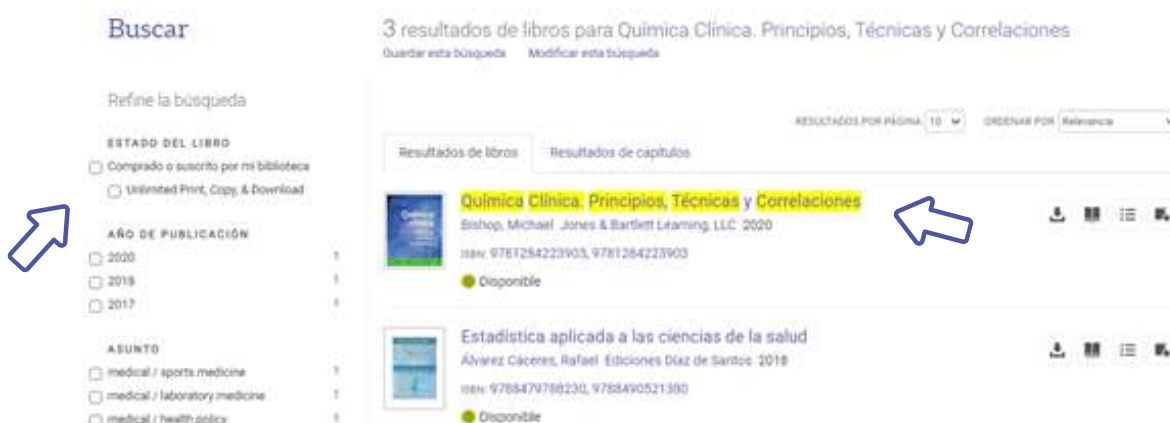 Buscar
Refine la búsqueda
ESTADO DEL LIBRO
Comprado o suscrito por mi biblioteca
Unlimited Print, Copy, & Download
AÑO DE PUBLICACIÓN
2020 1
2018 1
2017 1
ASUNTO
medical / sports medicine 1
medical / laboratory medicine 1
medical / health policy 1
3 resultados de libros para Química Clínica. Principios, Técnicas y Correlaciones
Guardar esta búsqueda Modificar esta búsqueda
RESULTADOS POR PÁGINA 10 ORDENAR POR Relevancia
Resultados de libros Resultados de capítulos
Química Clínica. Principios, Técnicas y Correlaciones
Bishop, Michael Jones & Bartlett Learning, LLC 2020
ISBN: 9781284223903, 9781284223903
Disponible
Estadística aplicada a las ciencias de la salud
Álvarez Cáceres, Rafael Ediciones Díaz de Santos 2018
ISBN: 9788479788230, 9788490521380
Disponible